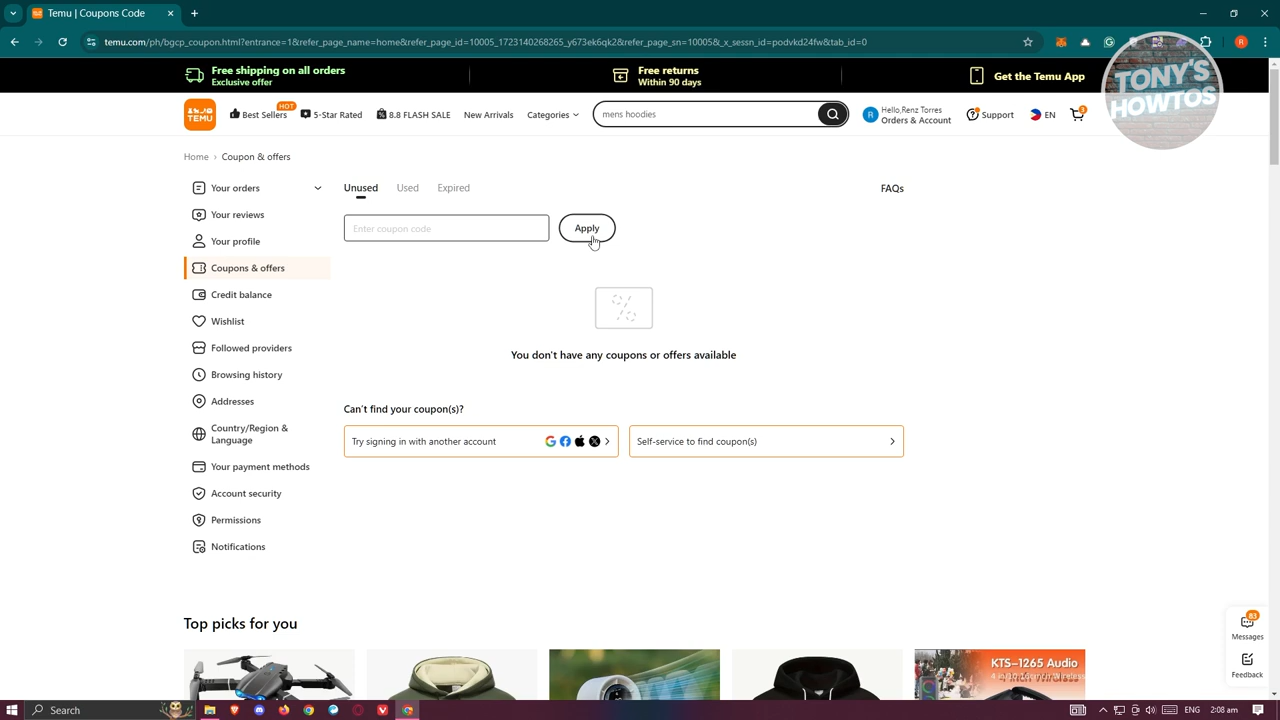 Temu | Coupons Code
temu.com/ph/bgcp_coupon.html?entrance=1&refer_page_name=home&refer_page_id=10005_1723140268265_y673ek6qk2&refer_page_sn=10005&_x_sessn_id=podvkd24fw&tab_id=0
Free shipping on all orders
Exclusive offer
Free returns
Within 90 days
Get the Temu App
TONY'S
HOWTOS
TEMU
Best Sellers
HOT
5-Star Rated
8.8 FLASH SALE
New Arrivals
Categories
mens hoodies
R
Hello, Renz Torres
Orders & Account
Support
EN
3
Home › Coupon & offers
Your orders
Your reviews
Your profile
Coupons & offers
Credit balance
Wishlist
Followed providers
Browsing history
Addresses
Country/Region &
Language
Your payment methods
Account security
Permissions
Notifications
Unused
Used
Expired
FAQs
Enter coupon code
Apply
You don't have any coupons or offers available
Can't find your coupon(s)?
Try signing in with another account
Self-service to find coupon(s)
Top picks for you
KTS-1265 Audio
83
Messages
Feedback
Search
2:08 am